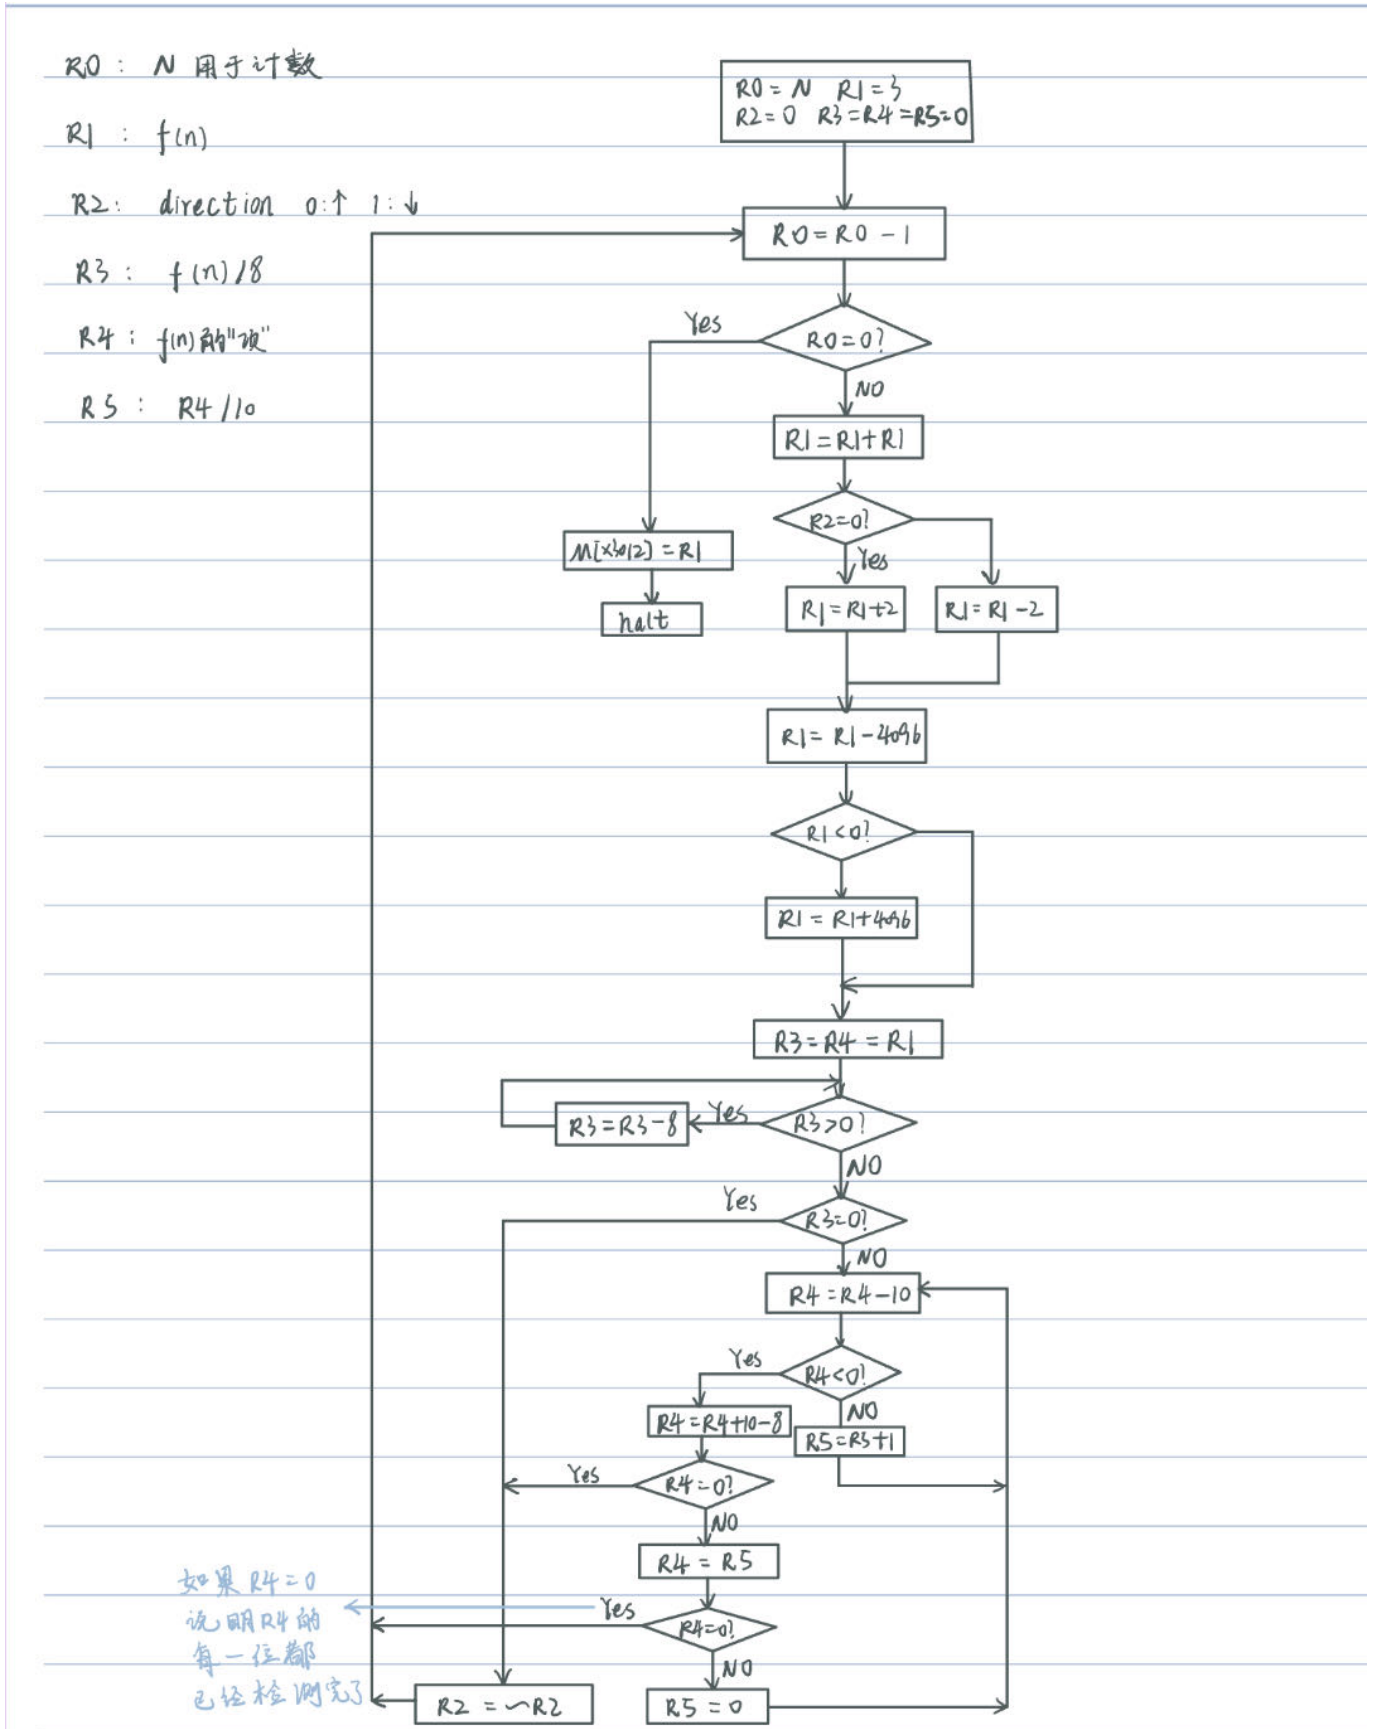 R0 : N 用于计数
R1 : f(n)
R2: direction 0:↑ 1:↓
R3: f(n)/8
R4: f(n)的"项"
R5: R4/10
R0=N R1=3
R2=0 R3=R4=R5=0
R0=R0-1
R0=0?
Yes
NO
R1=R1+R1
R2=0?
Yes
M[x3012]=R1
halt
R1=R1+2
R1=R1-2
R1=R1-4096
R1<0?
R1=R1+4096
R3=R4=R1
R3>0?
Yes
R3=R3-8
NO
R3=0?
Yes
NO
R4=R4-10
R4<0?
Yes
NO
R4=R4+10-8
R5=R5+1
R4=0?
Yes
NO
R4=R5
R4=0?
Yes
NO
R5=0
R2=~R2
如果R4=0
说明R4的
每一位都
已经检测完了